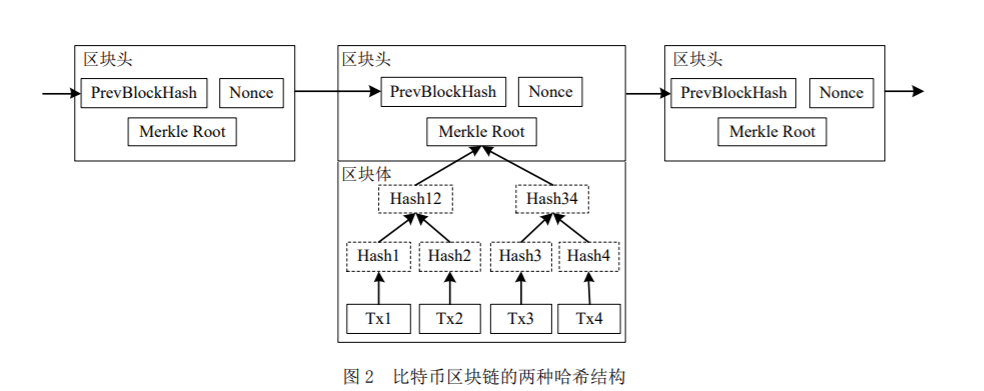 区块头 区块头 区块头
PrevBlockHash Nonce PrevBlockHash Nonce PrevBlockHash Nonce
Merkle Root Merkle Root Merkle Root
区块体
Hash12 Hash34
Hash1 Hash2 Hash3 Hash4
Tx1 Tx2 Tx3 Tx4
图 2 比特币区块链的两种哈希结构